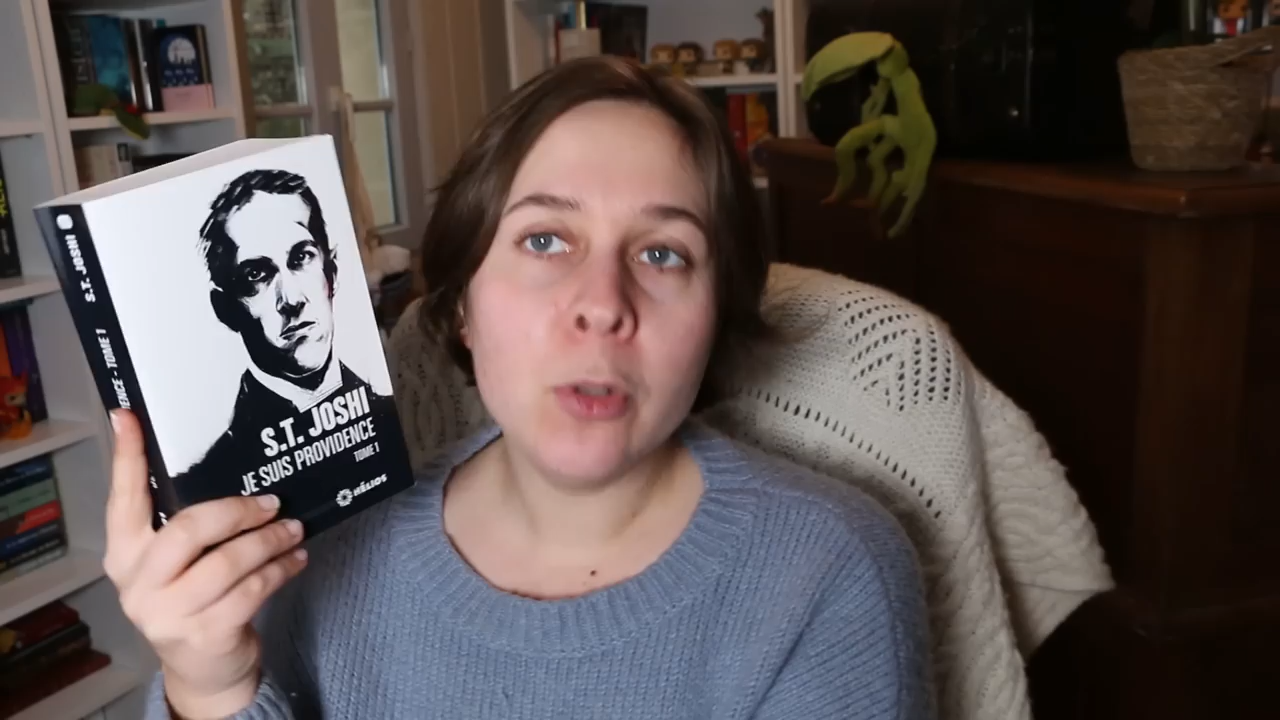 S.T. JOSHI
ENCE - TOME 1
S.T. JOSHI
JE SUIS PROVIDENCE
TOME 1
HÉLIOS